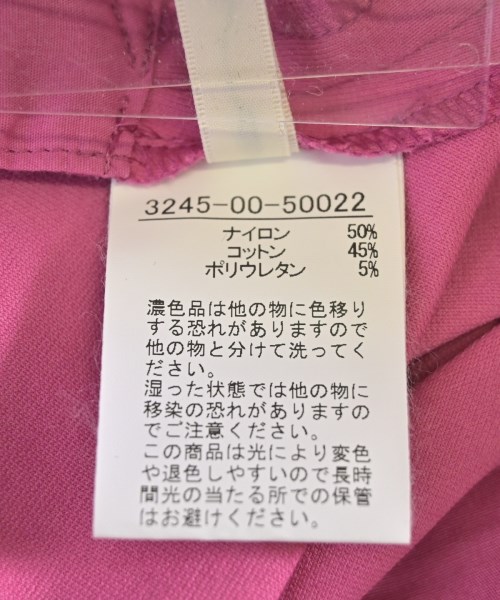 3245-00-50022
ナイロン 50%
コットン 45%
ポリウレタン 5%
濃色品は他の物に色移り
する恐れがありますので
他の物と分けて洗ってく
ださい。
湿った状態では他の物に
移染の恐れがありますの
でご注意ください。
この商品は光により変色
や退色しやすいので長時
間光の当たる所での保管
はお避けください。